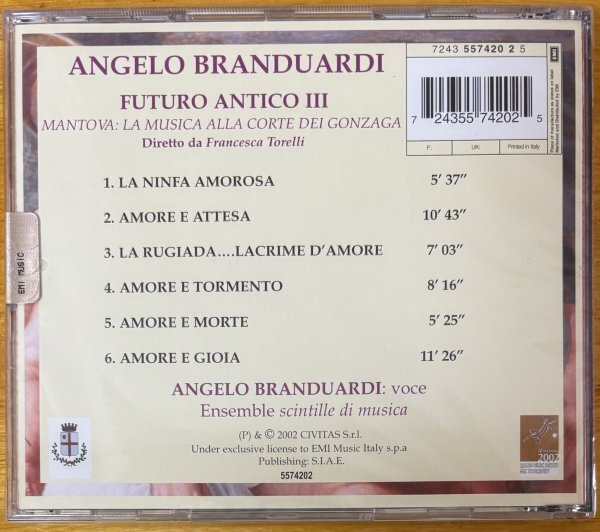 ANGELO BRANDUARDI
FUTURO ANTICO III
MANTOVA: LA MUSICA ALLA CORTE DEI GONZAGA
Diretto da Francesca Torelli
7243 557420 2 5
EMI
7 24355 74202 5
F: UK: Printed in Italy
1. LA NINFA AMOROSA 5' 37"
2. AMORE E ATTESA 10' 43"
3. LA RUGIADA....LACRIME D'AMORE 7' 03"
4. AMORE E TORMENTO 8' 16"
5. AMORE E MORTE 5' 25"
6. AMORE E GIOIA 11' 26"
EMI MUSIC
ANGELO BRANDUARDI: voce
Ensemble scintille di musica
(P) & © 2002 CIVITAS S.r.l.
Under exclusive license to EMI Music Italy s.p.a
Publishing: S.I.A.E.
5574202
2002